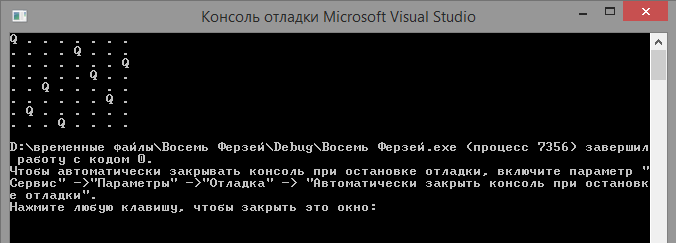 Консоль отладки Microsoft Visual Studio
Q . . . . . . .
. . . . Q . . .
. . . . . . . Q
. . . . . Q . .
. . Q . . . . .
. . . . . . Q .
. Q . . . . . .
. . . Q . . . .
D:\временные файлы\Восемь Ферзей\Debug\Восемь Ферзей.exe (процесс 7356) завершил
 работу с кодом 0.
Чтобы автоматически закрывать консоль при остановке отладки, включите параметр "
Сервис" ->"Параметры" ->"Отладка" -> "Автоматически закрыть консоль при остановк
е отладки".
Нажмите любую клавишу, чтобы закрыть это окно: